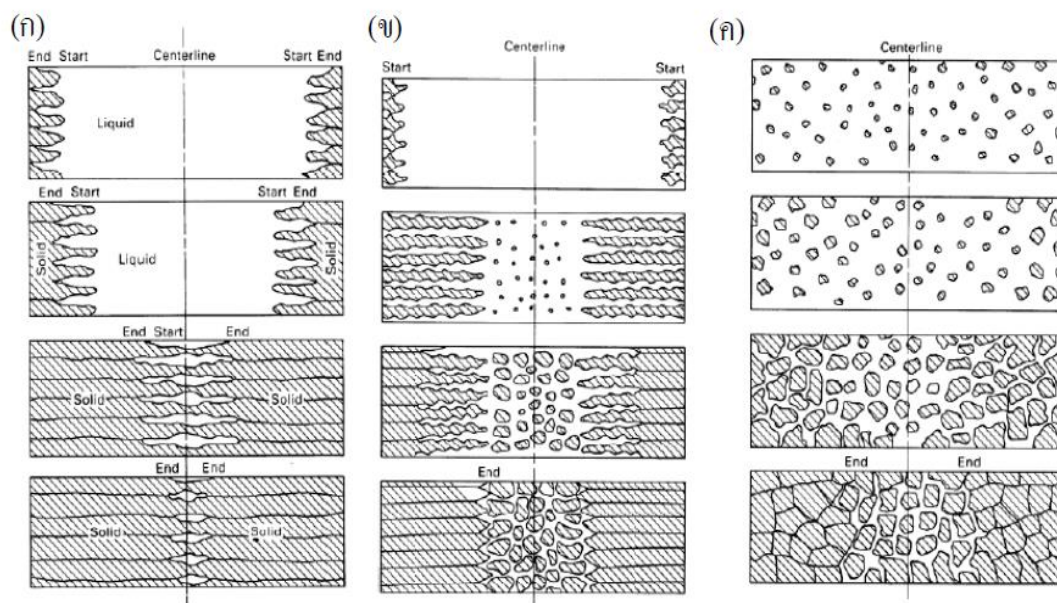 (ก)
End Start Centerline Start End
Liquid
End Start Start End
Solid Liquid Solid
End Start End
Solid Solid
End End
Solid Solid
(ข)
Centerline
Start Start
End
(ค)
Centerline
End End